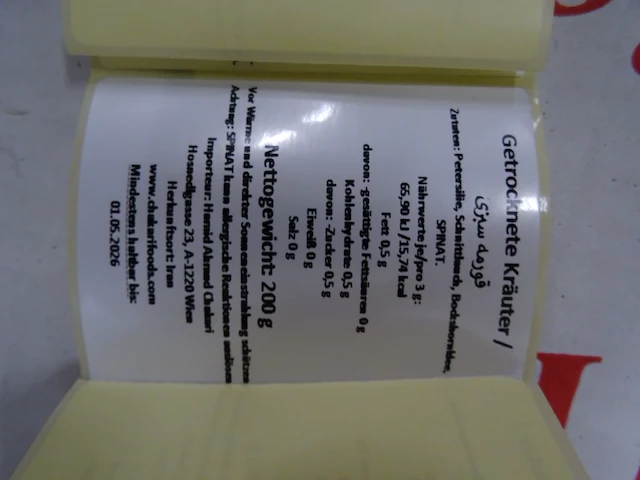 Getrocknete Kräuter /
قورمه سبزی
Zutaten: Petersilie, Schnittlauch, Bockshornklee,
SPINAT.
Nährwerte je/pro 3 g:
65,90 kJ /15,74 kcal
Fett 0,5 g
davon: -gesättigte Fettsäuren 0 g
Kohlenhydrate 0,5 g
davon: -Zucker 0,5 g
Eiweiß 0 g
Salz 0 g
Nettogewicht: 200 g
Vor Wärme und direkter Sonneneinstrahlung schützen
Achtung: SPINAT kann allergische Reaktionen auslösen
Importeur: Hamid Ahmad Chakari
Hosnedlgasse 23, A-1220 Wien
Herkunftsort: Iran
www.chakarifoods.com
Mindestens haltbar bis:
01.05.2026